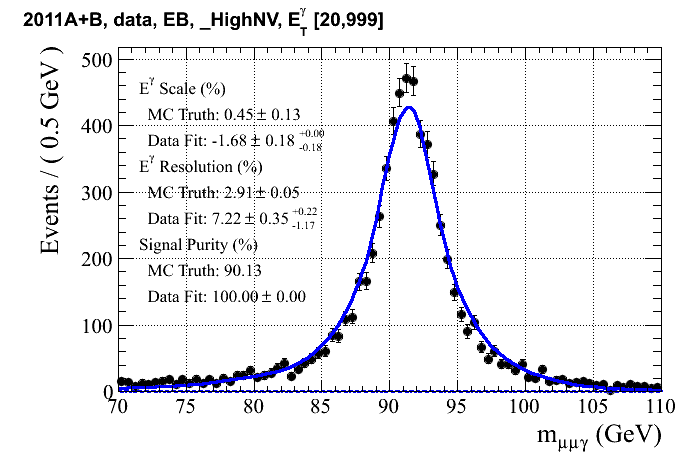 2011A+B, data, EB, _HighNV, E_T^γ [20,999]
Events / ( 0.5 GeV )
500
400
300
200
100
0
E^γ Scale (%)
MC Truth: 0.45 ± 0.13
Data Fit: -1.68 ± 0.18 +0.00 -0.18
E^γ Resolution (%)
MC Truth: 2.91 ± 0.05
Data Fit: 7.22 ± 0.35 +0.22 -1.17
Signal Purity (%)
MC Truth: 90.13
Data Fit: 100.00 ± 0.00
70 75 80 85 90 95 100 105 110
m_μμγ (GeV)